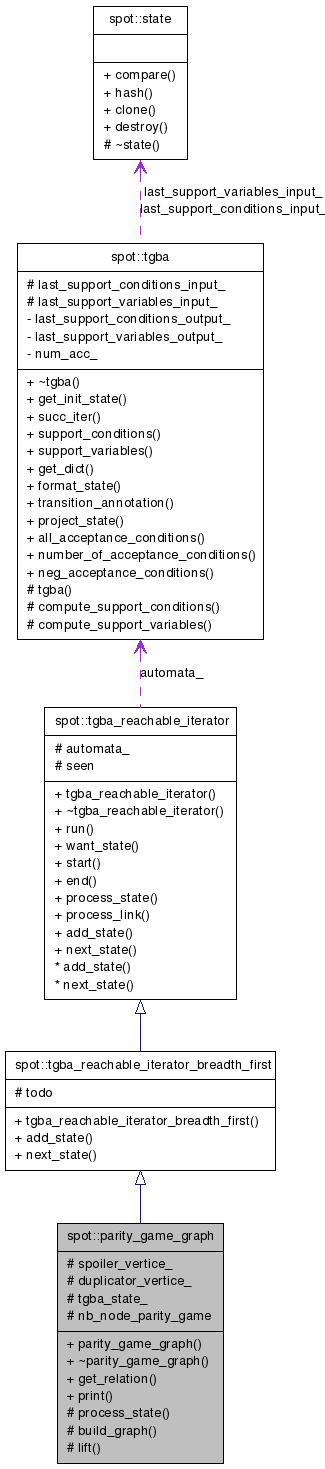 spot::state
+ compare()
+ hash()
+ clone()
+ destroy()
# ~state()
last_support_variables_input_
last_support_conditions_input_
spot::tgba
# last_support_conditions_input_
# last_support_variables_input_
- last_support_conditions_output_
- last_support_variables_output_
- num_acc_
+ ~tgba()
+ get_init_state()
+ succ_iter()
+ support_conditions()
+ support_variables()
+ get_dict()
+ format_state()
+ transition_annotation()
+ project_state()
+ all_acceptance_conditions()
+ number_of_acceptance_conditions()
+ neg_acceptance_conditions()
# tgba()
# compute_support_conditions()
# compute_support_variables()
automata_
spot::tgba_reachable_iterator
# automata_
# seen
+ tgba_reachable_iterator()
+ ~tgba_reachable_iterator()
+ run()
+ want_state()
+ start()
+ end()
+ process_state()
+ process_link()
+ add_state()
+ next_state()
* add_state()
* next_state()
spot::tgba_reachable_iterator_breadth_first
# todo
+ tgba_reachable_iterator_breadth_first()
+ add_state()
+ next_state()
spot::parity_game_graph
# spoiler_vertice_
# duplicator_vertice_
# tgba_state_
# nb_node_parity_game
+ parity_game_graph()
+ ~parity_game_graph()
+ get_relation()
+ print()
# process_state()
# build_graph()
# lift()